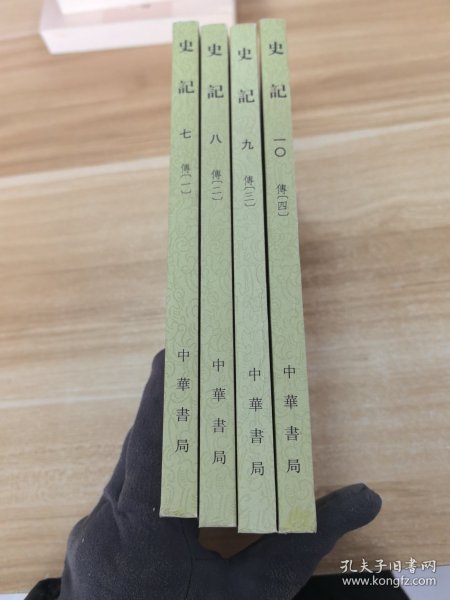 史記
七
傳〔一〕
中華書局
史記
八
傳〔二〕
中華書局
史記
九
傳〔三〕
中華書局
史記
一〇
傳〔四〕
中華書局
孔夫子旧书网
www.kongfz.com